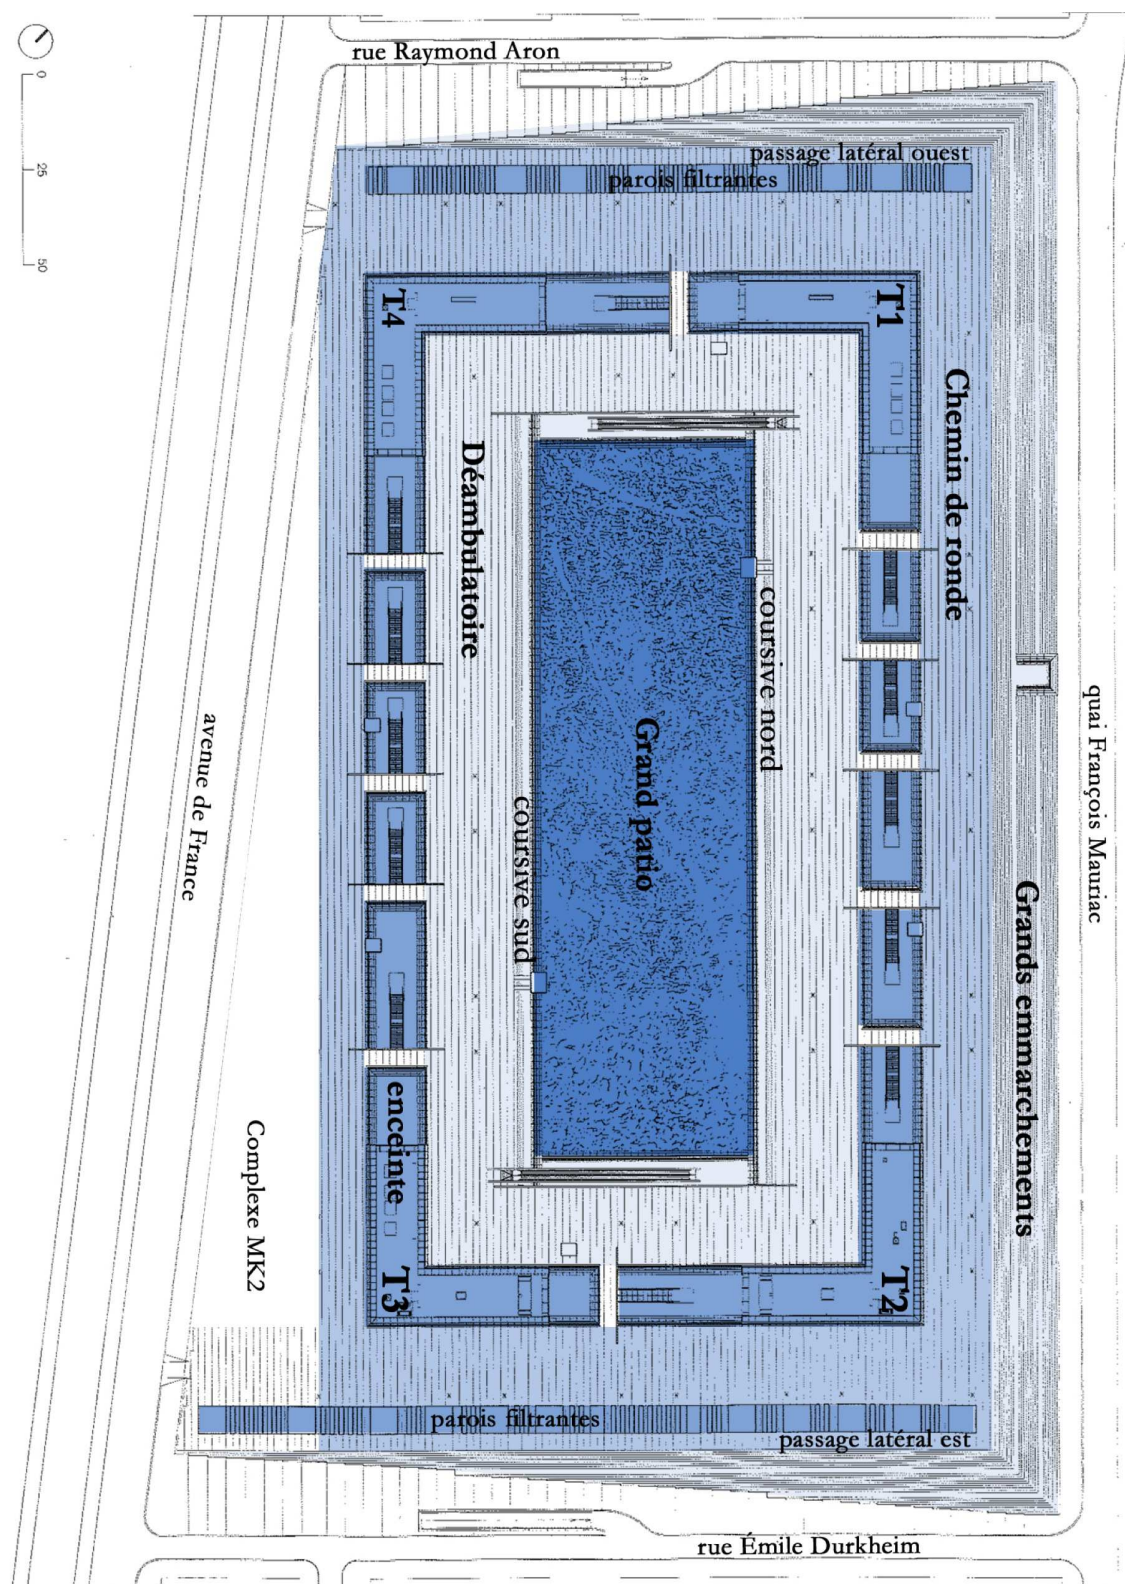 rue Raymond Aron
0
25
50
passage latéral ouest
parois filtrantes
T4
T1
Chemin de ronde
Déambulatoire
coursive nord
quai François Mauriac
avenue de France
Grand patio
coursive sud
Grands emmarchements
enceinte
Complexe MK2
T3
T2
parois filtrantes
passage latéral est
rue Émile Durkheim